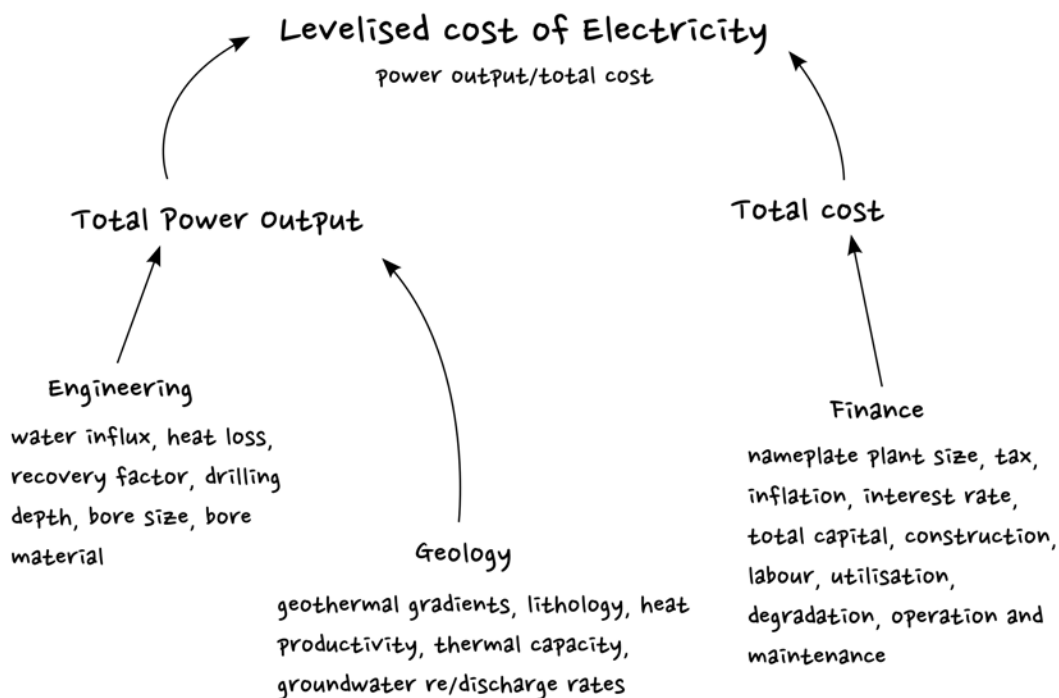 Levelised cost of Electricity
power output/total cost
Total Power Output
Total cost
Engineering
water influx, heat loss,
recovery factor, drilling
depth, bore size, bore
material
Geology
geothermal gradients, lithology, heat
productivity, thermal capacity,
groundwater re/discharge rates
Finance
nameplate plant size, tax,
inflation, interest rate,
total capital, construction,
labour, utilisation,
degradation, operation and
maintenance